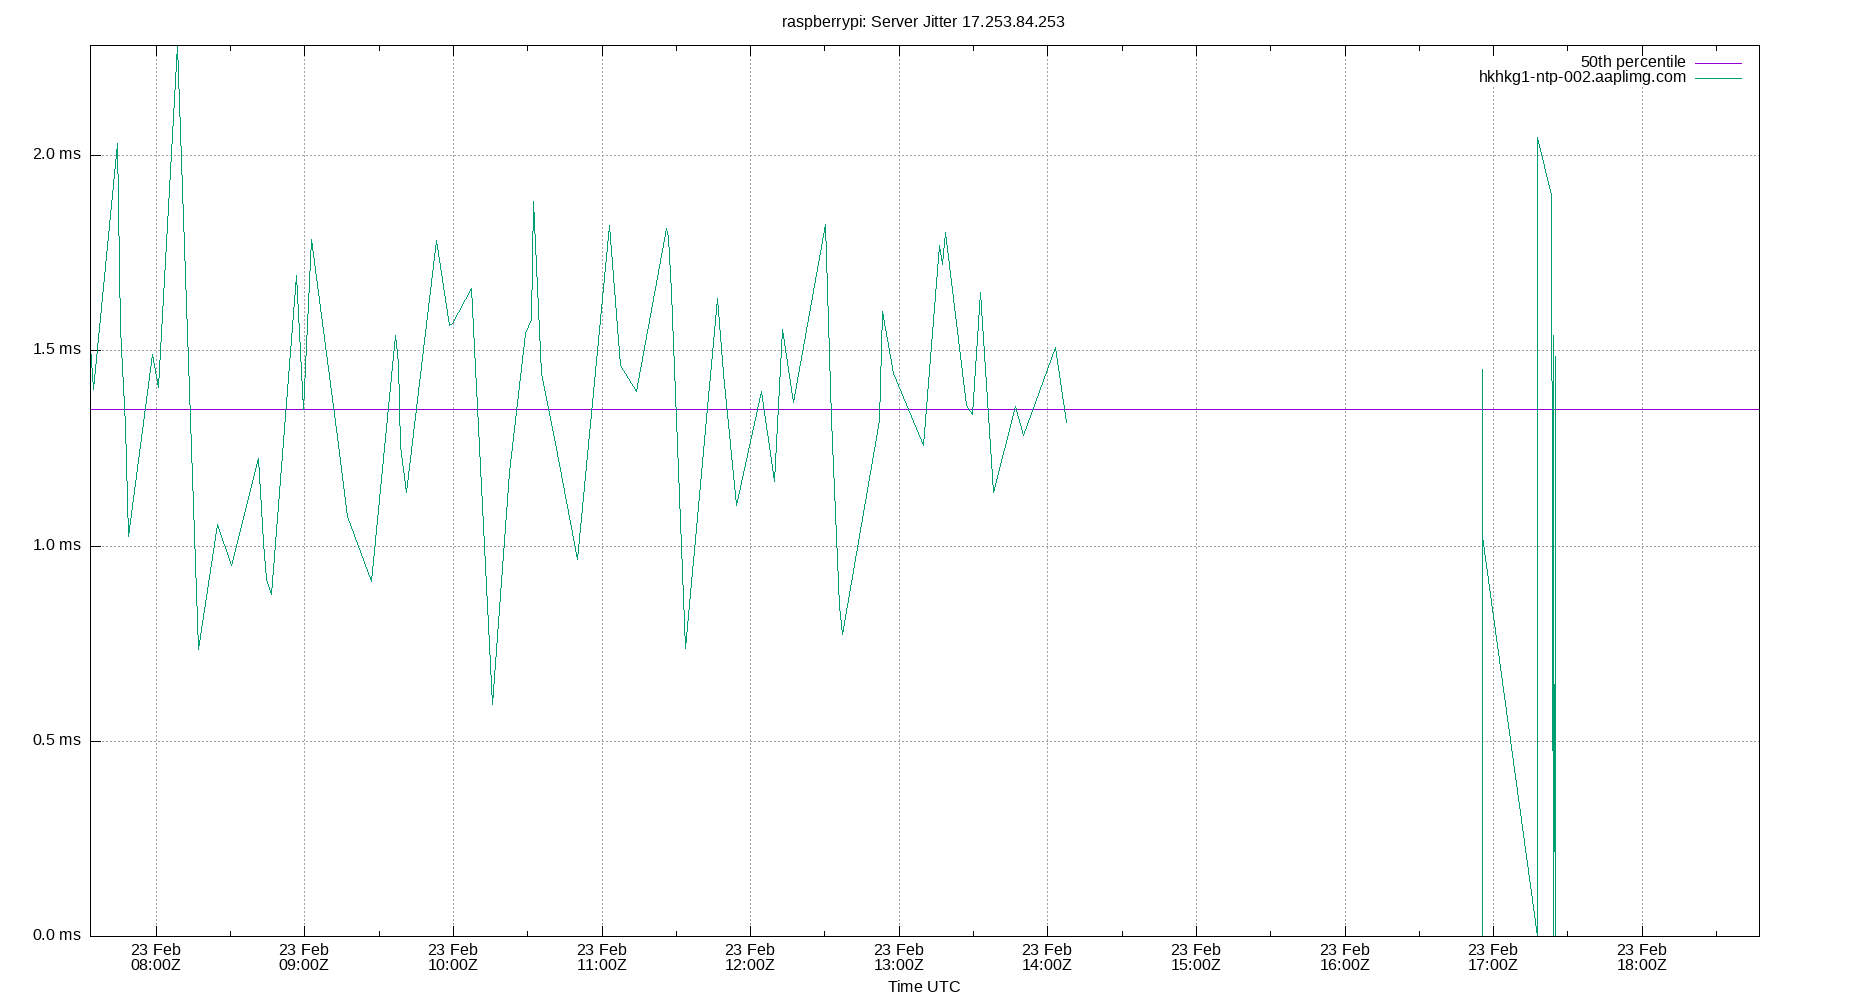 raspberrypi: Server Jitter 17.253.84.253
50th percentile
hkhkg1-ntp-002.aaplimg.com
2.0 ms
1.5 ms
1.0 ms
0.5 ms
0.0 ms
23 Feb 23 Feb 23 Feb 23 Feb 23 Feb 23 Feb 23 Feb 23 Feb 23 Feb 23 Feb 23 Feb
08:00Z 09:00Z 10:00Z 11:00Z 12:00Z 13:00Z 14:00Z 15:00Z 16:00Z 17:00Z 18:00Z
Time UTC